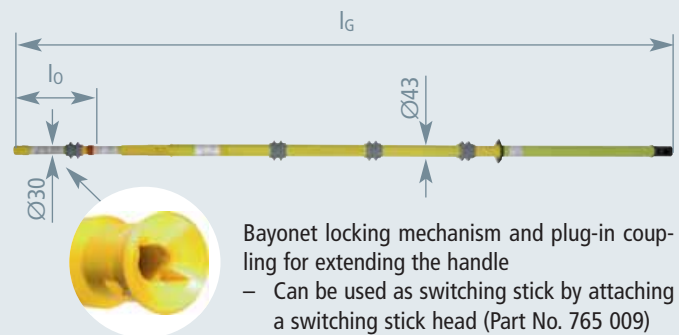 lG
lO
Ø43
Ø30
Bayonet locking mechanism and plug-in coup-
ling for extending the handle
– Can be used as switching stick by attaching
a switching stick head (Part No. 765 009)